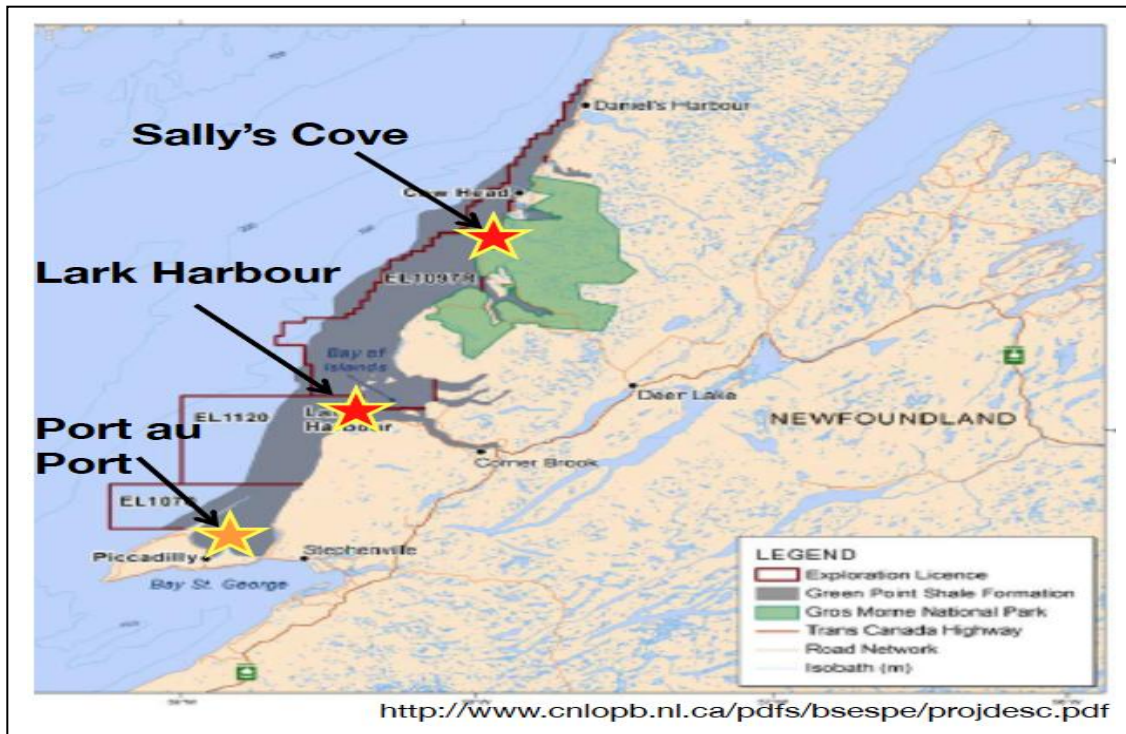 Daniel's Harbour
Sally's Cove
Cow Head
Lark Harbour
EL1097R
Bay of
Islands
Deer Lake
EL1120
Harbour
NEWFOUNDLAND
Port au
Port
Corner Brook
EL107
Piccadilly
Stephenville
Bay St. George
LEGEND
Exploration Licence
Green Point Shale Formation
Gros Morne National Park
Trans Canada Highway
Road Network
Isobath (m)
http://www.cnlopb.nl.ca/pdfs/bsespe/projdesc.pdf